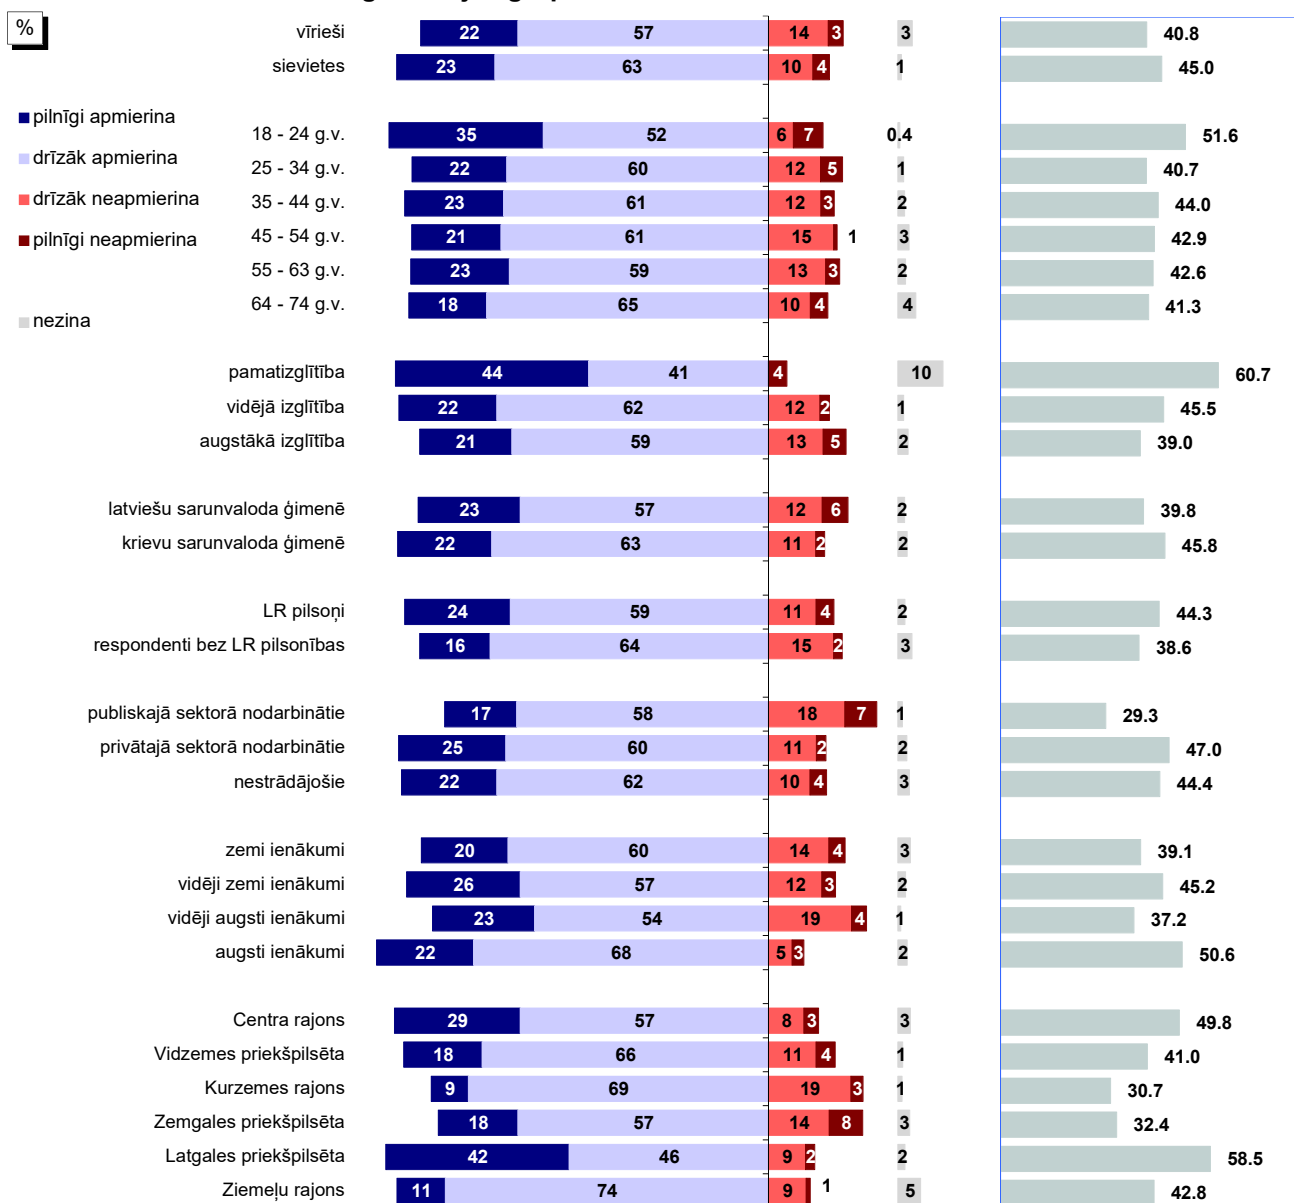 %
vīrieši 22 57 14 3 3 40.8
sievietes 23 63 10 4 1 45.0
pilnīgi apmierina
18 - 24 g.v. 35 52 6 7 0.4 51.6
drīzāk apmierina
25 - 34 g.v. 22 60 12 5 1 40.7
drīzāk neapmierina
35 - 44 g.v. 23 61 12 3 2 44.0
pilnīgi neapmierina
45 - 54 g.v. 21 61 15 1 3 42.9
55 - 63 g.v. 23 59 13 3 2 42.6
64 - 74 g.v. 18 65 10 4 4 41.3
nezina
pamatizglītība 44 41 4 10 60.7
vidējā izglītība 22 62 12 2 1 45.5
augstākā izglītība 21 59 13 5 2 39.0
latviešu sarunvaloda ģimenē 23 57 12 6 2 39.8
krievu sarunvaloda ģimenē 22 63 11 2 2 45.8
LR pilsoņi 24 59 11 4 2 44.3
respondenti bez LR pilsonības 16 64 15 2 3 38.6
publiskajā sektorā nodarbinātie 17 58 18 7 1 29.3
privātajā sektorā nodarbinātie 25 60 11 2 2 47.0
nestrādājošie 22 62 10 4 3 44.4
zemi ienākumi 20 60 14 4 3 39.1
vidēji zemi ienākumi 26 57 12 3 2 45.2
vidēji augsti ienākumi 23 54 19 4 1 37.2
augsti ienākumi 22 68 5 3 2 50.6
Centra rajons 29 57 8 3 3 49.8
Vidzemes priekšpilsēta 18 66 11 4 1 41.0
Kurzemes rajons 9 69 19 3 1 30.7
Zemgales priekšpilsēta 18 57 14 8 3 32.4
Latgales priekšpilsēta 42 46 9 2 2 58.5
Ziemeļu rajons 11 74 9 1 5 42.8